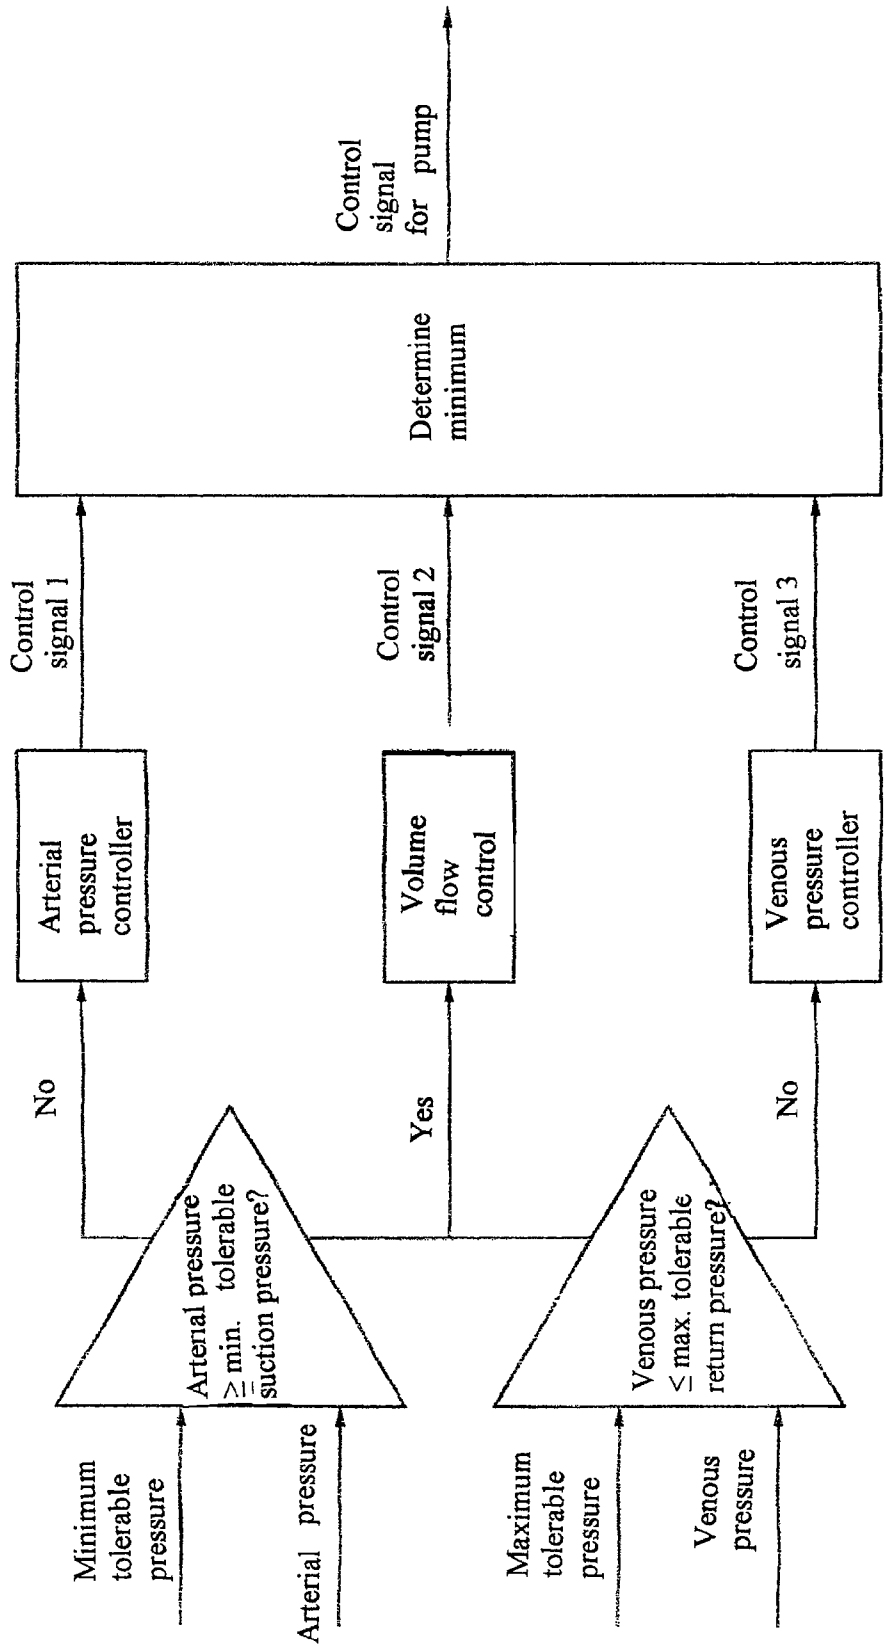 Minimum
tolerable
pressure
Arterial pressure
Maximum
tolerable
pressure
Venous
pressure
Arterial pressure
≧ min. tolerable
suction pressure?
Venous pressure
≤ max. tolerable
return pressure?
No
Yes
No
Arterial
pressure
controller
Volume
flow
control
Venous
pressure
controller
Control
signal 1
Control
signal 2
Control
signal 3
Determine
minimum
Control
signal
for pump